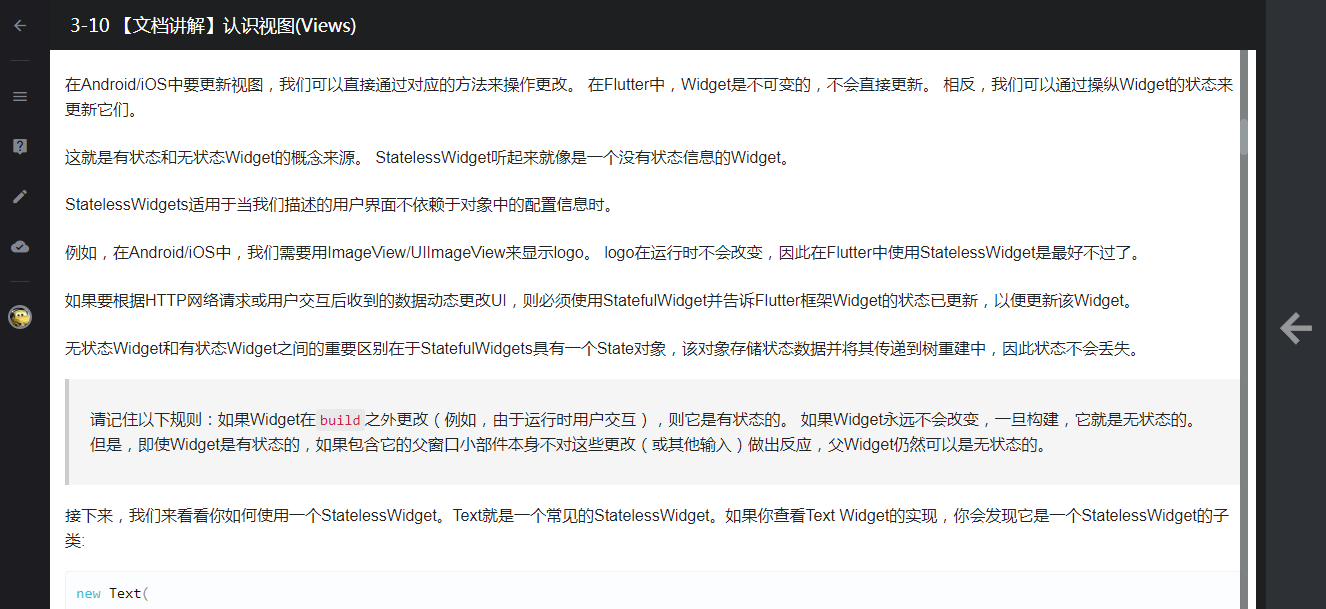 3-10 【文档讲解】认识视图(Views)
在Android/iOS中要更新视图，我们可以直接通过对应的方法来操作更改。 在Flutter中，Widget是不可变的，不会直接更新。 相反，我们可以通过操纵Widget的状态来
更新它们。
这就是有状态和无状态Widget的概念来源。 StatelessWidget听起来就像是一个没有状态信息的Widget。
StatelessWidgets适用于当我们描述的用户界面不依赖于对象中的配置信息时。
例如，在Android/iOS中，我们需要用ImageView/UIImageView来显示logo。 logo在运行时不会改变，因此在Flutter中使用StatelessWidget是最好不过了。
如果要根据HTTP网络请求或用户交互后收到的数据动态更改UI，则必须使用StatefulWidget并告诉Flutter框架Widget的状态已更新，以便更新该Widget。
无状态Widget和有状态Widget之间的重要区别在于StatefulWidgets具有一个State对象，该对象存储状态数据并将其传递到树重建中，因此状态不会丢失。
请记住以下规则：如果Widget在build之外更改（例如，由于运行时用户交互），则它是有状态的。 如果Widget永远不会改变，一旦构建，它就是无状态的。
但是，即使Widget是有状态的，如果包含它的父窗口小部件本身不对这些更改（或其他输入）做出反应，父Widget仍然可以是无状态的。
接下来，我们来看看你如何使用一个StatelessWidget。Text就是一个常见的StatelessWidget。如果你查看Text Widget的实现，你会发现它是一个StatelessWidget的子
类:
new Text(